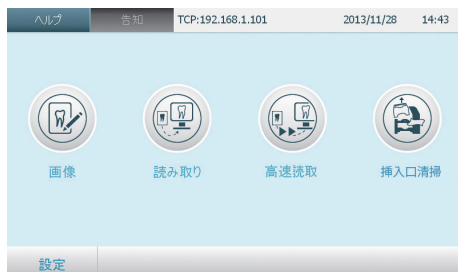 ヘルプ 告知 TCP:192.168.1.101 2013/11/28 14:43
画像 読み取り 高速読取 挿入口清掃
設定